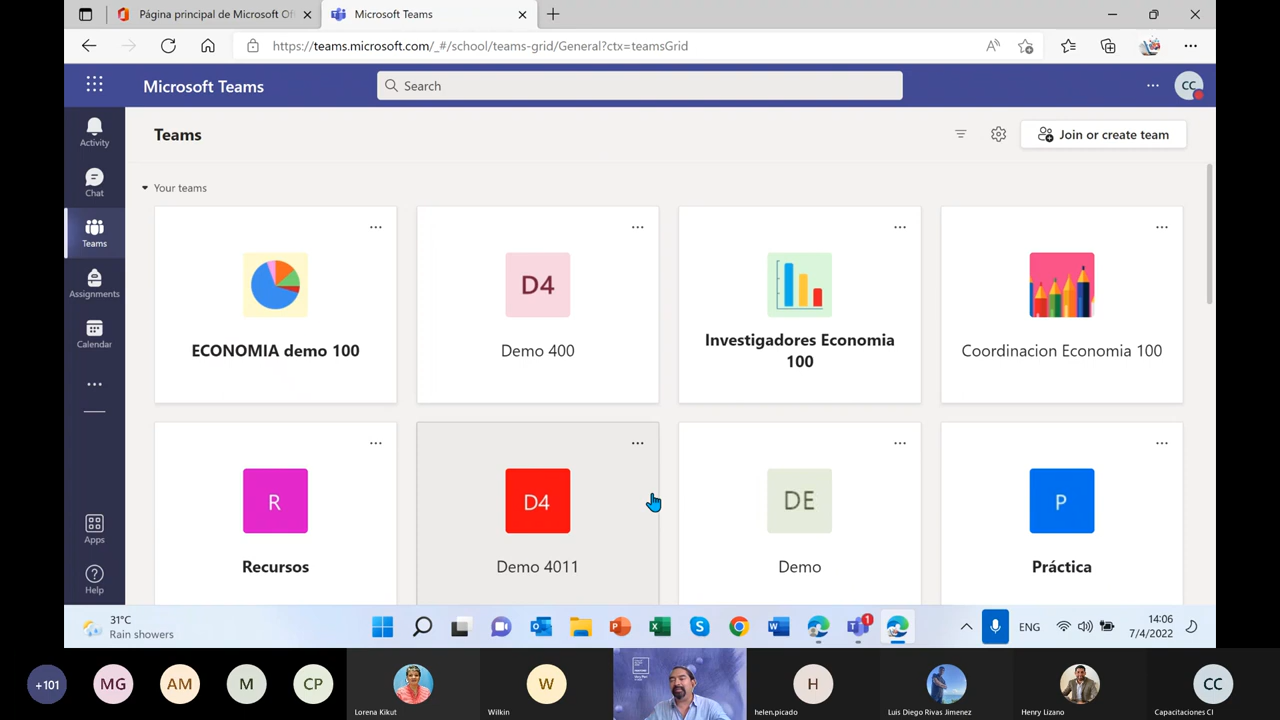 Página principal de Microsoft Of
Microsoft Teams
https://teams.microsoft.com/_#/school/teams-grid/General?ctx=teamsGrid
Microsoft Teams
Search
CC
Activity
Chat
Teams
Assignments
Calendar
Apps
Help
Teams
Join or create team
Your teams
ECONOMIA demo 100
D4
Demo 400
Investigadores Economia
100
Coordinacion Economia 100
R
Recursos
D4
Demo 4011
DE
Demo
P
Práctica
31°C
Rain showers
1
ENG
14:06
7/4/2022
+101
MG
AM
M
CP
Lorena Kikut
W
Wilkin
H
helen.picado
Luis Diego Rivas Jimenez
Henry Lizano
CC
Capacitaciones CI